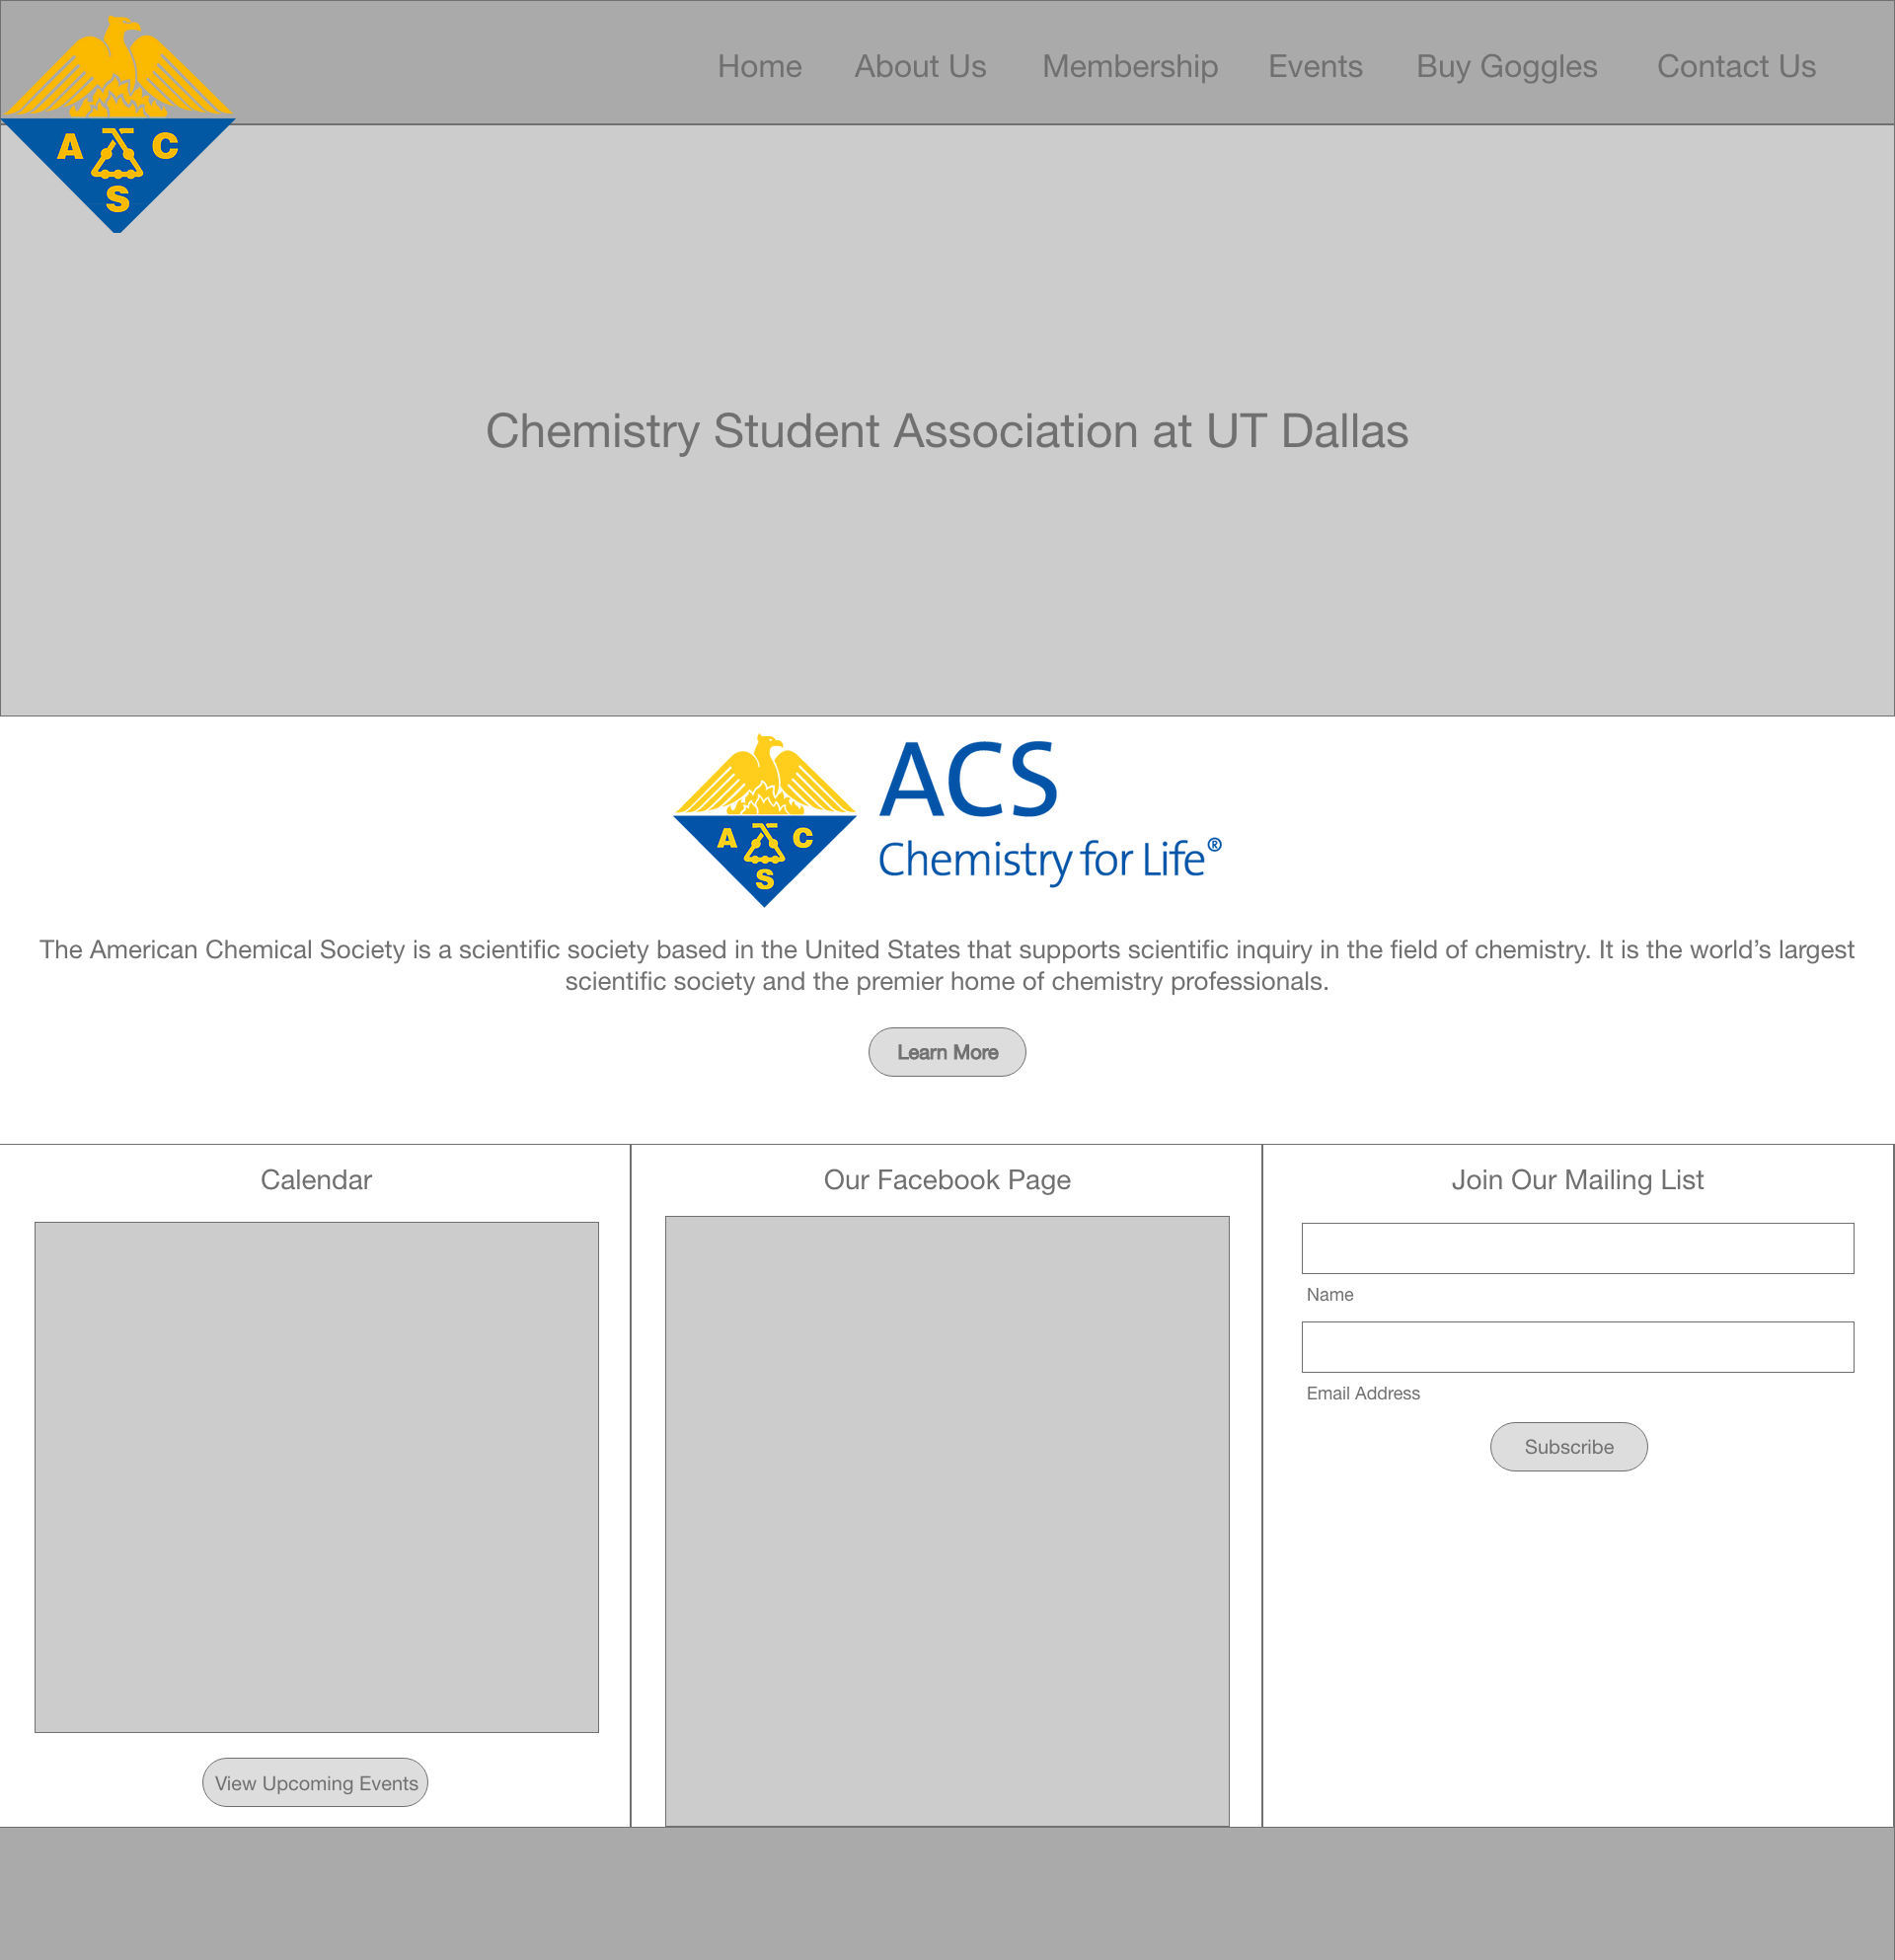 Home About Us Membership Events Buy Goggles Contact Us
A C
S
Chemistry Student Association at UT Dallas
ACS
Chemistry for Life®
A C
S
The American Chemical Society is a scientific society based in the United States that supports scientific inquiry in the field of chemistry. It is the world’s largest
scientific society and the premier home of chemistry professionals.
Learn More
Calendar
View Upcoming Events
Our Facebook Page
Join Our Mailing List
Name
Email Address
Subscribe